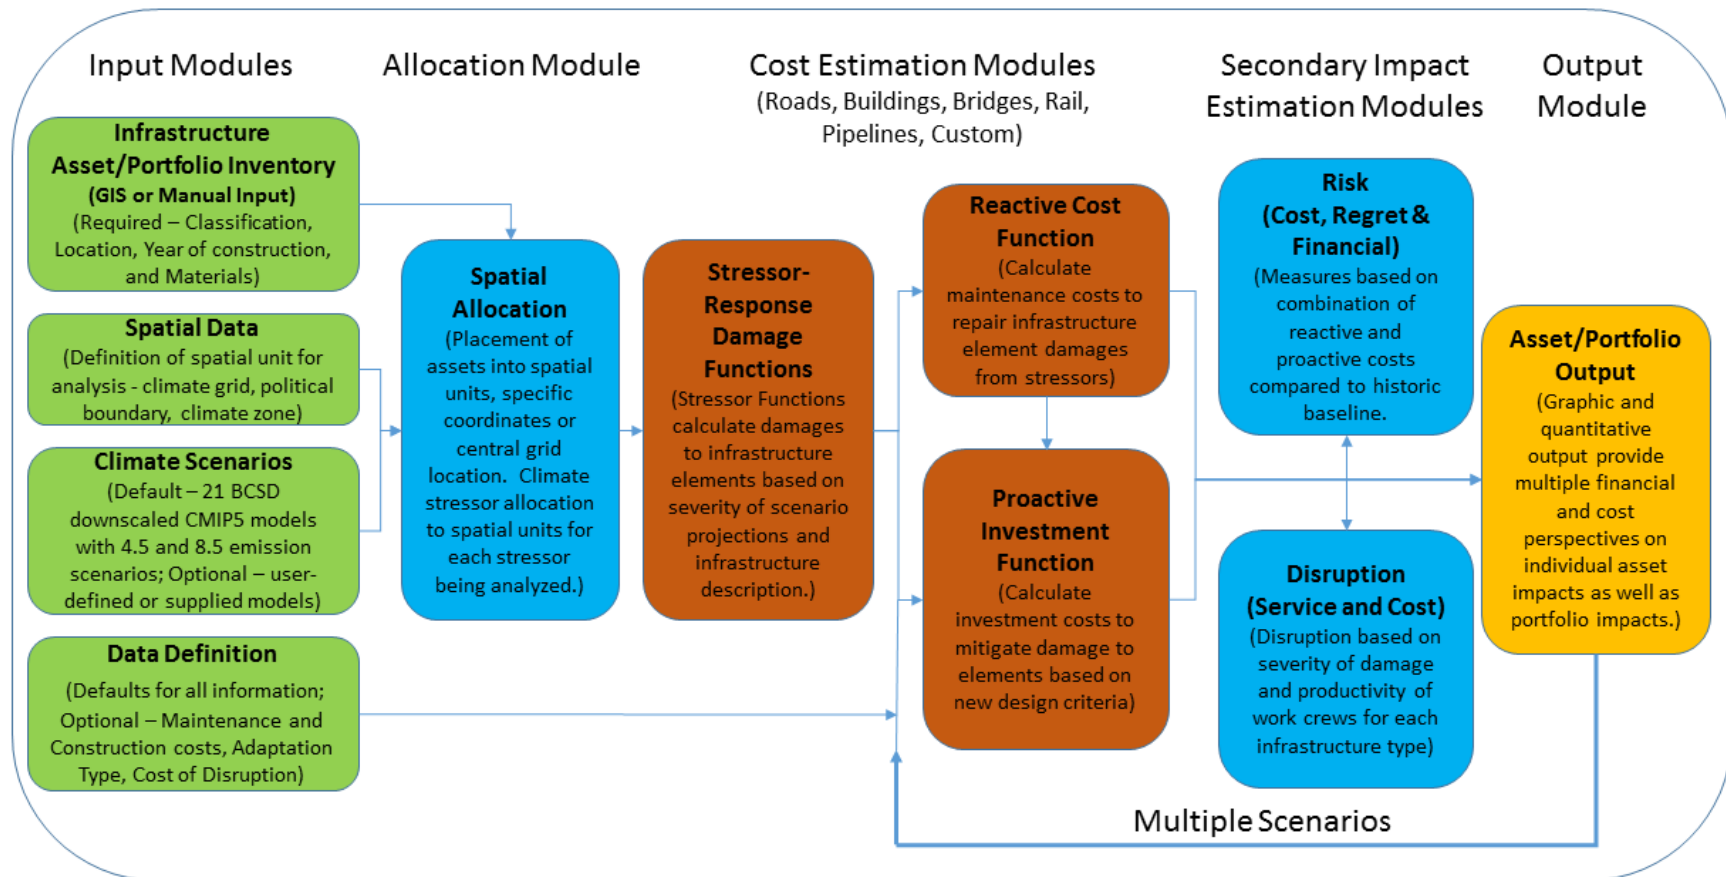 Input Modules
Allocation Module
Cost Estimation Modules
(Roads, Buildings, Bridges, Rail,
Pipelines, Custom)
Secondary Impact
Estimation Modules
Output
Module
Infrastructure
Asset/Portfolio Inventory
(GIS or Manual Input)
(Required – Classification,
Location, Year of construction,
and Materials)
Spatial Data
(Definition of spatial unit for
analysis - climate grid, political
boundary, climate zone)
Climate Scenarios
(Default – 21 BCSD
downscaled CMIP5 models
with 4.5 and 8.5 emission
scenarios; Optional – user-
defined or supplied models)
Data Definition
(Defaults for all information;
Optional – Maintenance and
Construction costs, Adaptation
Type, Cost of Disruption)
Spatial
Allocation
(Placement of
assets into spatial
units, specific
coordinates or
central grid
location. Climate
stressor allocation
to spatial units for
each stressor
being analyzed.)
Stressor-
Response
Damage
Functions
(Stressor Functions
calculate damages
to infrastructure
elements based on
severity of scenario
projections and
infrastructure
description.)
Reactive Cost
Function
(Calculate
maintenance costs to
repair infrastructure
element damages
from stressors)
Proactive
Investment
Function
(Calculate
investment costs to
mitigate damage to
elements based on
new design criteria)
Risk
(Cost, Regret &
Financial)
(Measures based on
combination of
reactive and
proactive costs
compared to historic
baseline.
Disruption
(Service and Cost)
(Disruption based on
severity of damage
and productivity of
work crews for each
infrastructure type)
Asset/Portfolio
Output
(Graphic and
quantitative
output provide
multiple financial
and cost
perspectives on
individual asset
impacts as well as
portfolio impacts.)
Multiple Scenarios